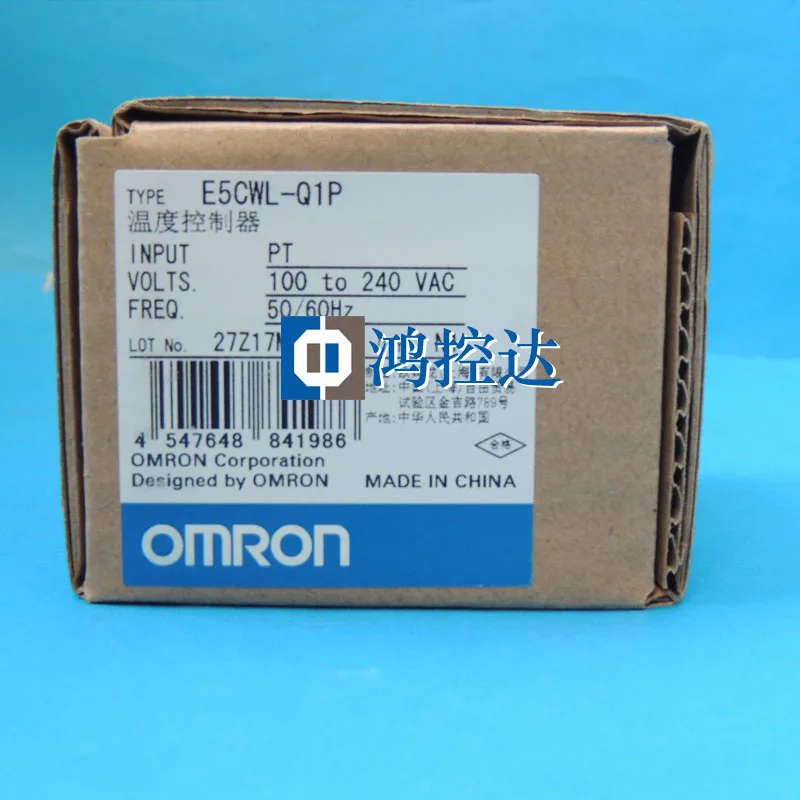 TYPE E5CWL-Q1P
温度控制器
INPUT PT
VOLTS. 100 to 240 VAC
FREQ. 50/60Hz
LOT No. 27Z17M
鸿控达
试验区金吉路789号
产地: 中华人民共和国
4 547648 841986
合格
OMRON Corporation
Designed by OMRON MADE IN CHINA
OMRON